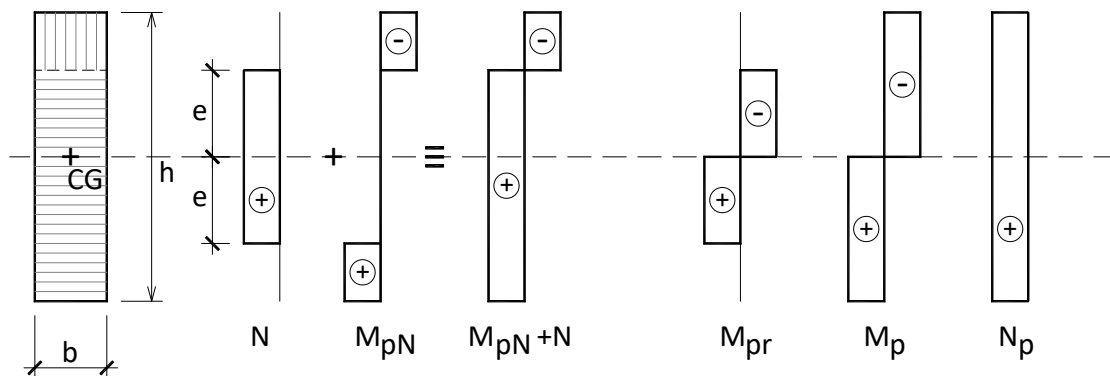 e
e
CG
h
b
+
≡
+
-
+
-
+
-
+
-
+
+
N
M_pN
M_pN +N
M_pr
M_p
N_p